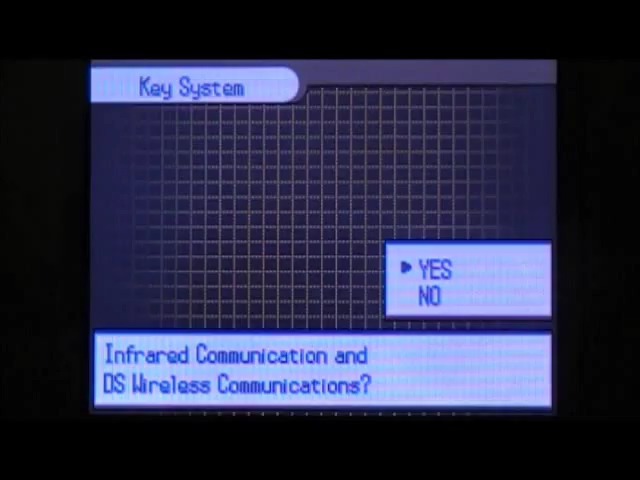 Key System
YES
NO
Infrared Communication and
DS Wireless Communications?